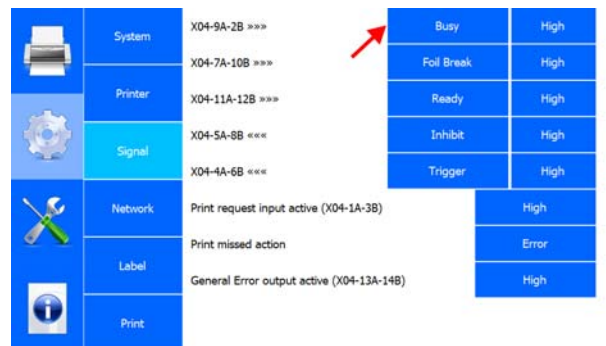 System
Printer
Signal
Network
Label
Print
X04-9A-2B »»» Busy High
X04-7A-10B »»» Foil Break High
X04-11A-12B »»» Ready High
X04-5A-8B ««« Inhibit High
X04-4A-6B ««« Trigger High
Print request input active (X04-1A-3B) High
Print missed action Error
General Error output active (X04-13A-14B) High